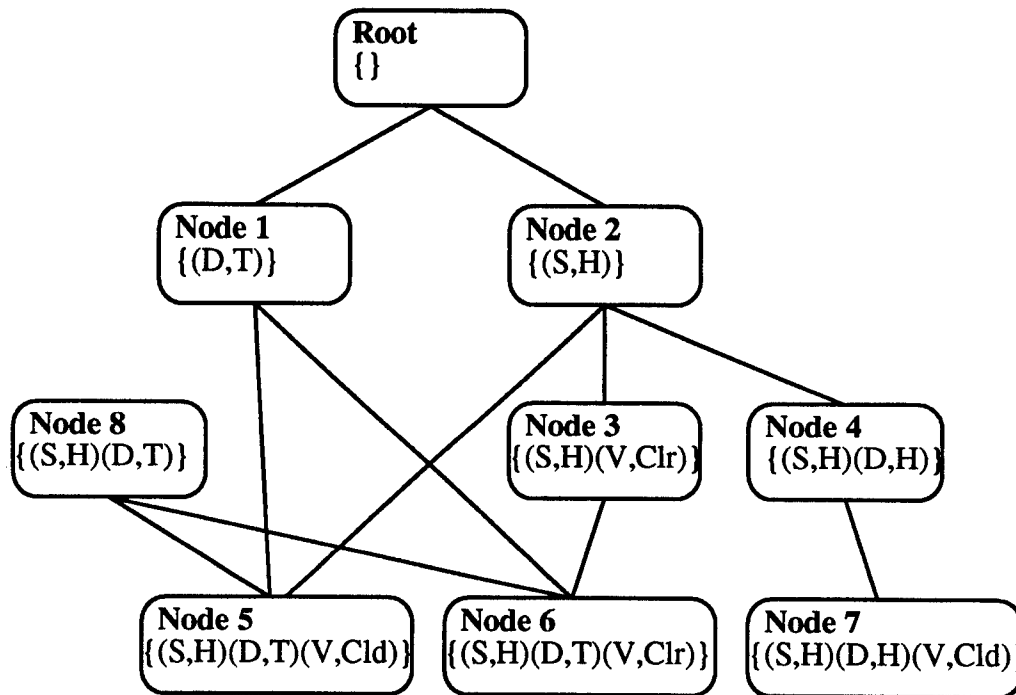 Root
{}
Node 1
{(D,T)}
Node 2
{(S,H)}
Node 8
{(S,H)(D,T)}
Node 3
{(S,H)(V,Clr)}
Node 4
{(S,H)(D,H)}
Node 5
{(S,H)(D,T)(V,Cld)}
Node 6
{(S,H)(D,T)(V,Clr)}
Node 7
{(S,H)(D,H)(V,Cld)}